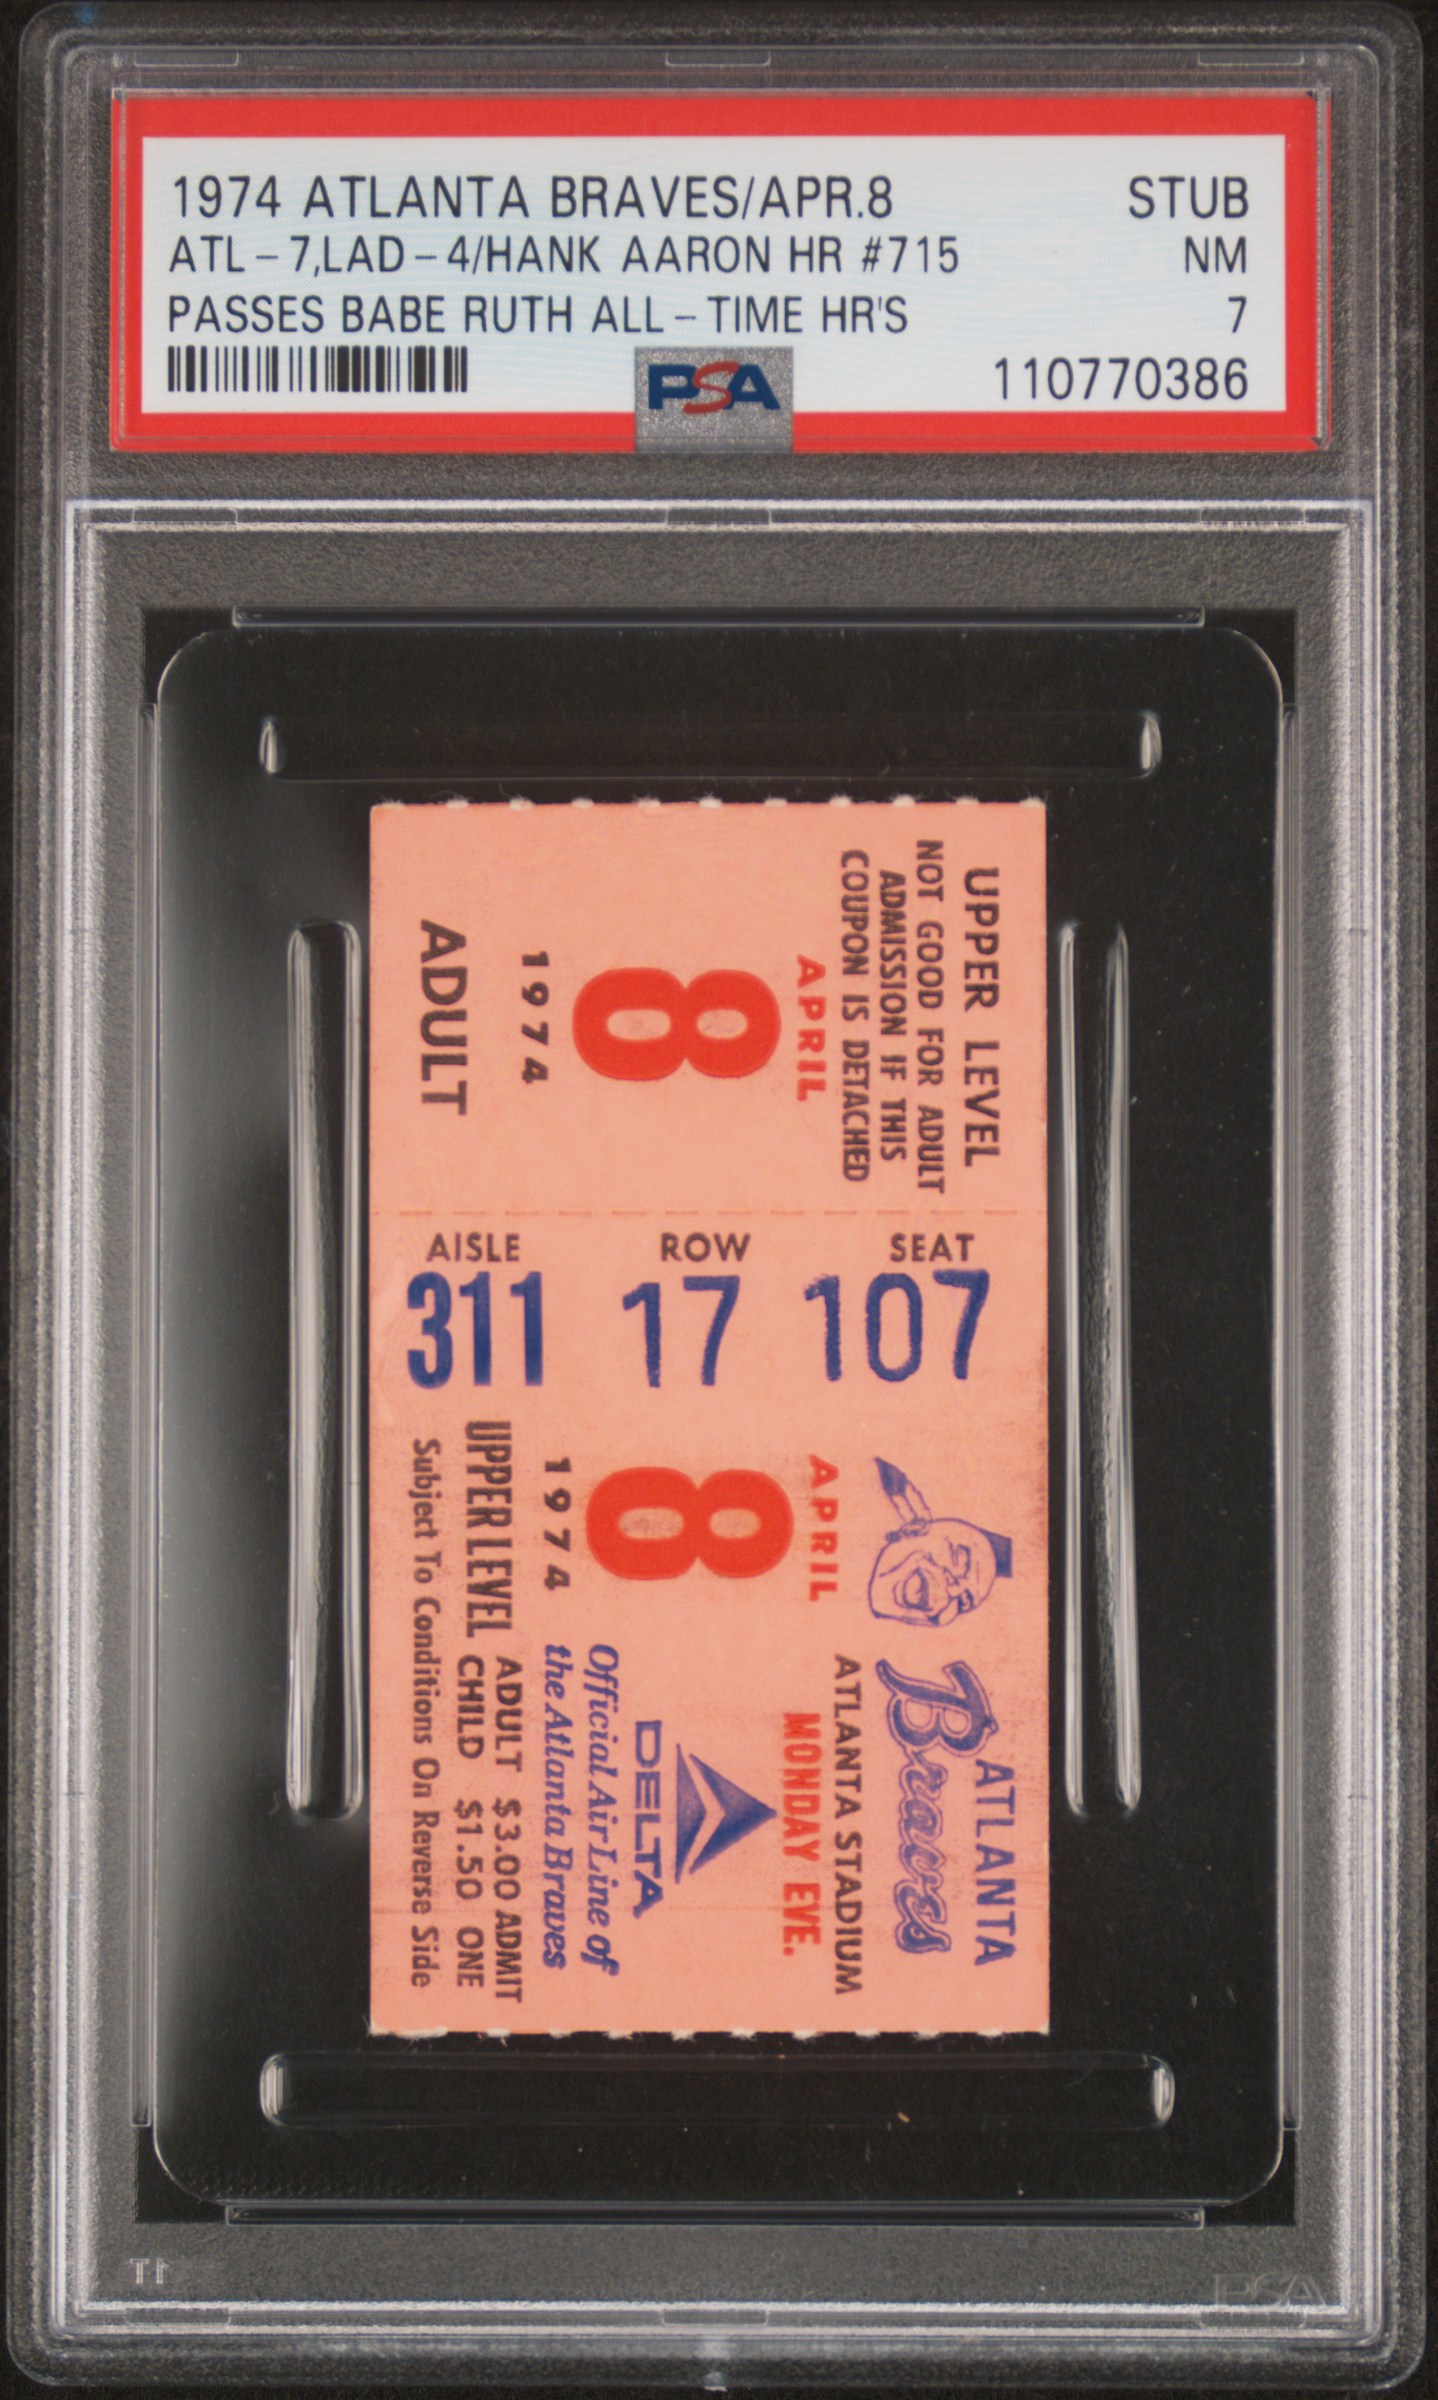 1974 ATLANTA BRAVES/APR.8 STUB
ATL-7,LAD-4/HANK AARON HR #715 NM
PASSES BABE RUTH ALL-TIME HR'S 7
PSA 110770386
UPPER LEVEL
NOT GOOD FOR ADULT
ADMISSION IF THIS
COUPON IS DETACHED
APRIL
8
1974
ADULT
AISLE ROW SEAT
311 17 107
ATLANTA
Braves
ATLANTA STADIUM
MONDAY EVE.
APRIL
8
1974
DELTA
Official Air Line of
the Atlanta Braves
UPPER LEVEL ADULT $3.00 ADMIT
CHILD $1.50 ONE
Subject To Conditions On Reverse Side
PSA